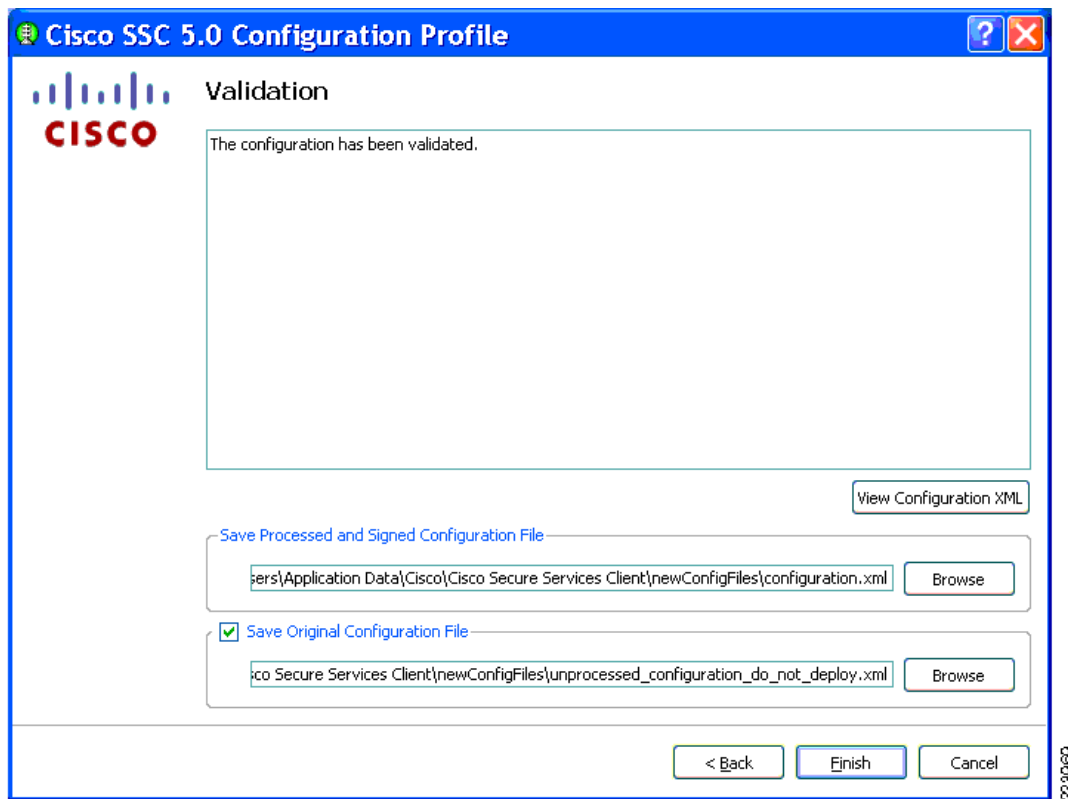 Cisco SSC 5.0 Configuration Profile
?
CISCO
Validation
The configuration has been validated.
View Configuration XML
Save Processed and Signed Configuration File
sers\Application Data\Cisco\Cisco Secure Services Client\newConfigFiles\configuration.xml
Browse
Save Original Configuration File
sco Secure Services Client\newConfigFiles\unprocessed_configuration_do_not_deploy.xml
Browse
< Back
Finish
Cancel